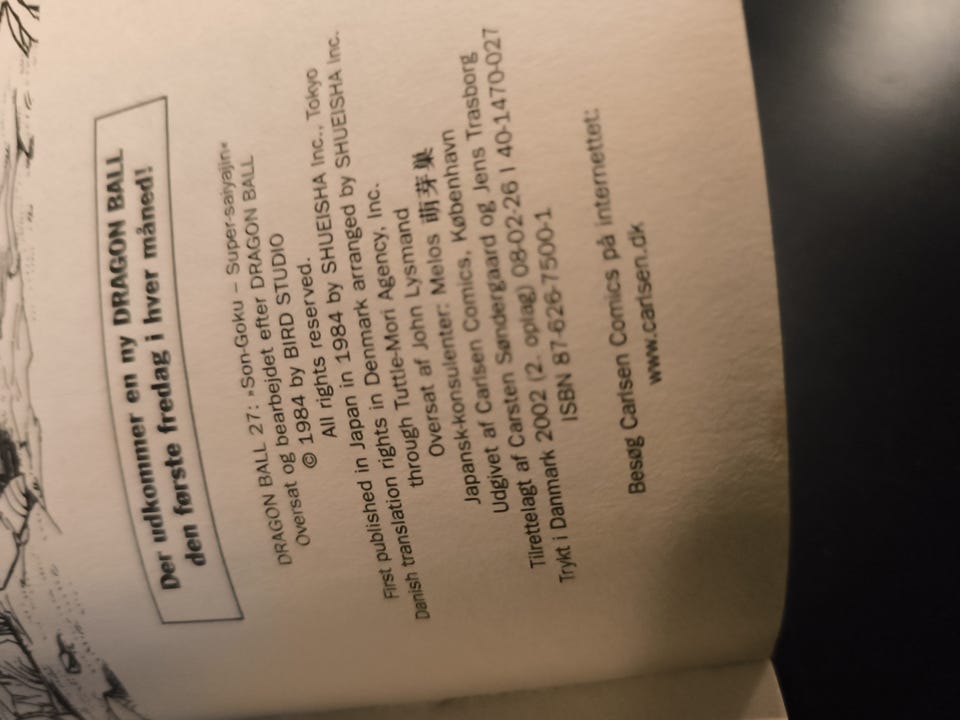 Der udkommer en ny DRAGON BALL
den første fredag i hver måned!
DRAGON BALL 27: »Son-Goku – Super-saiyajin«
Oversat og bearbejdet efter DRAGON BALL
© 1984 by BIRD STUDIO
All rights reserved.
First published in Japan in 1984 by SHUEISHA Inc., Tokyo
Danish translation rights in Denmark arranged by SHUEISHA Inc.
through Tuttle-Mori Agency, Inc.
Oversat af John Lysmand
Japansk-konsulenter: Melos 萌芽巣
Udgivet af Carlsen Comics, København
Tilrettelagt af Carsten Søndergaard og Jens Trasborg
Trykt i Danmark 2002 (2. oplag) 08-02-26 I 40-1470-027
ISBN 87-626-7500-1
Besøg Carlsen Comics på internettet:
www.carlsen.dk